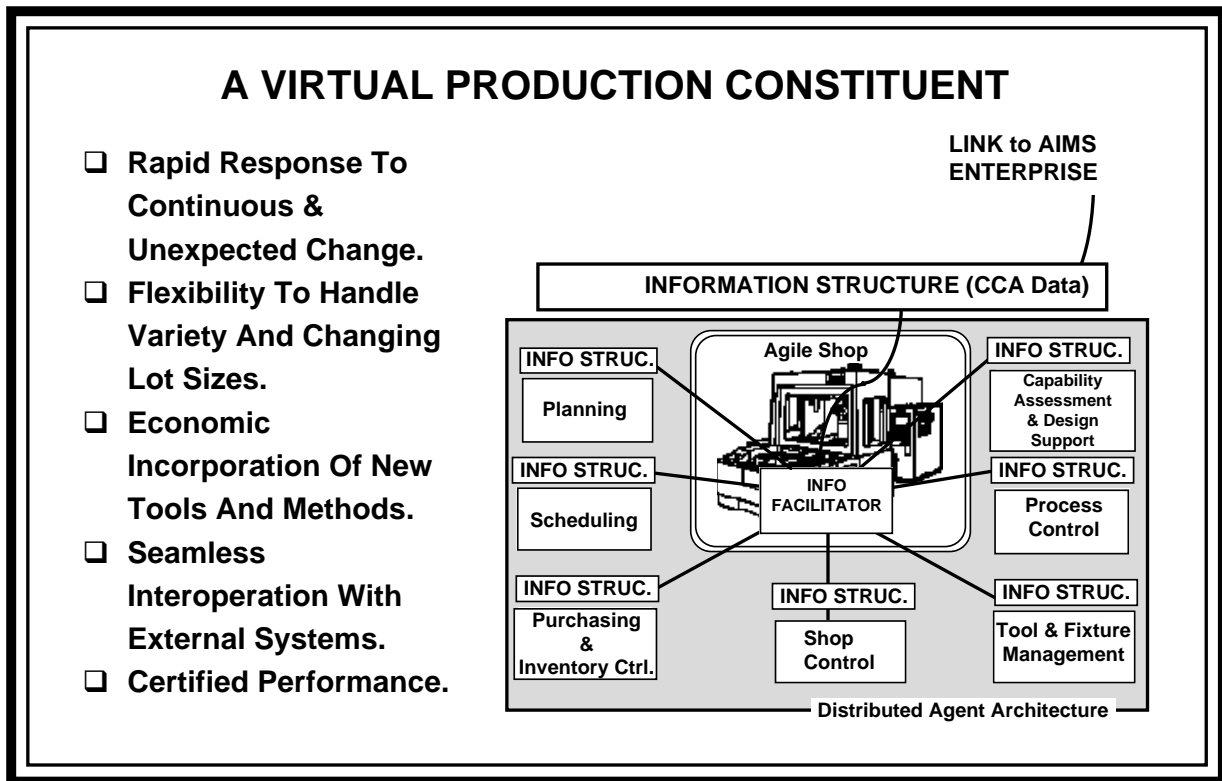 A VIRTUAL PRODUCTION CONSTITUENT
❑ Rapid Response To
Continuous &
Unexpected Change.
❑ Flexibility To Handle
Variety And Changing
Lot Sizes.
❑ Economic
Incorporation Of New
Tools And Methods.
❑ Seamless
Interoperation With
External Systems.
❑ Certified Performance.
LINK to AIMS
ENTERPRISE
INFORMATION STRUCTURE (CCA Data)
Agile Shop
INFO STRUC.
Planning
INFO STRUC.
Capability
Assessment
& Design
Support
INFO STRUC.
Scheduling
INFO
FACILITATOR
INFO STRUC.
Process
Control
INFO STRUC.
Purchasing
&
Inventory Ctrl.
INFO STRUC.
Shop
Control
INFO STRUC.
Tool & Fixture
Management
Distributed Agent Architecture